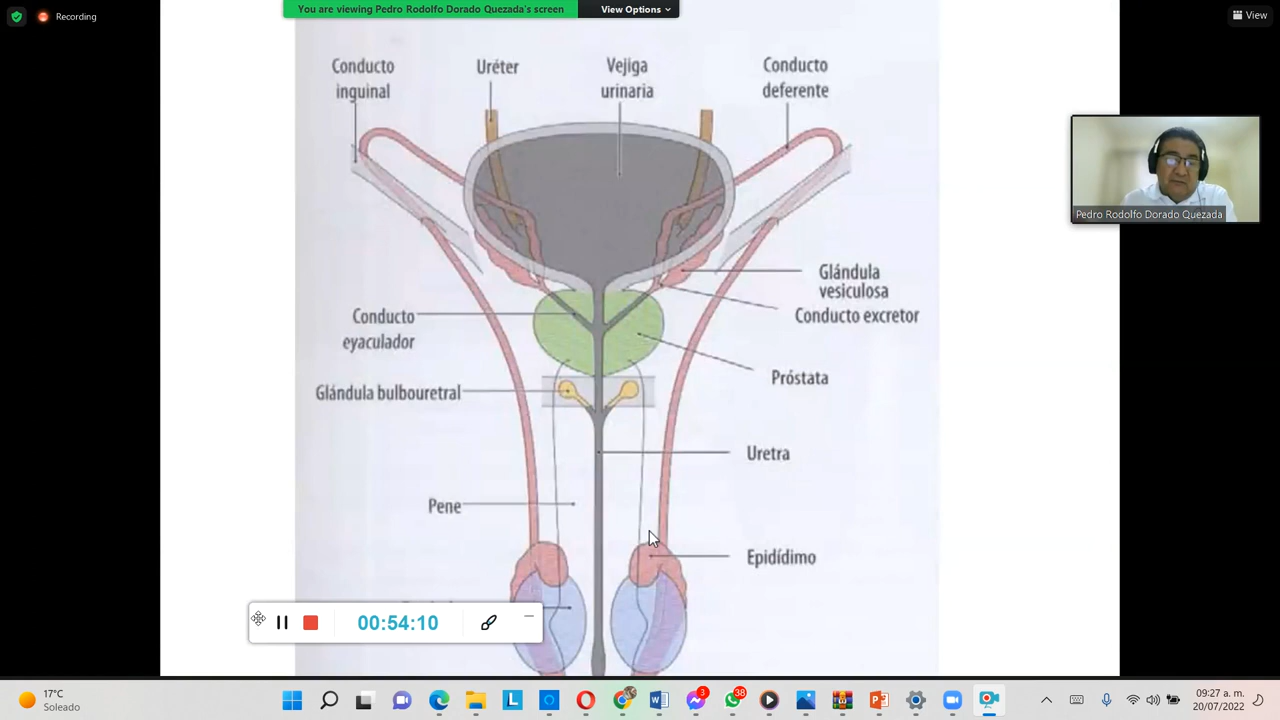 Recording
You are viewing Pedro Rodolfo Dorado Quezada's screen
View Options
View
Conducto
inguinal
Uréter
Vejiga
urinaria
Conducto
deferente
Pedro Rodolfo Dorado Quezada
Glándula
vesiculosa
Conducto excretor
Conducto
eyaculador
Próstata
Glándula bulbouretral
Uretra
Pene
Epidídimo
00:54:10
17°C
Soleado
3
38
09:27 a. m.
20/07/2022